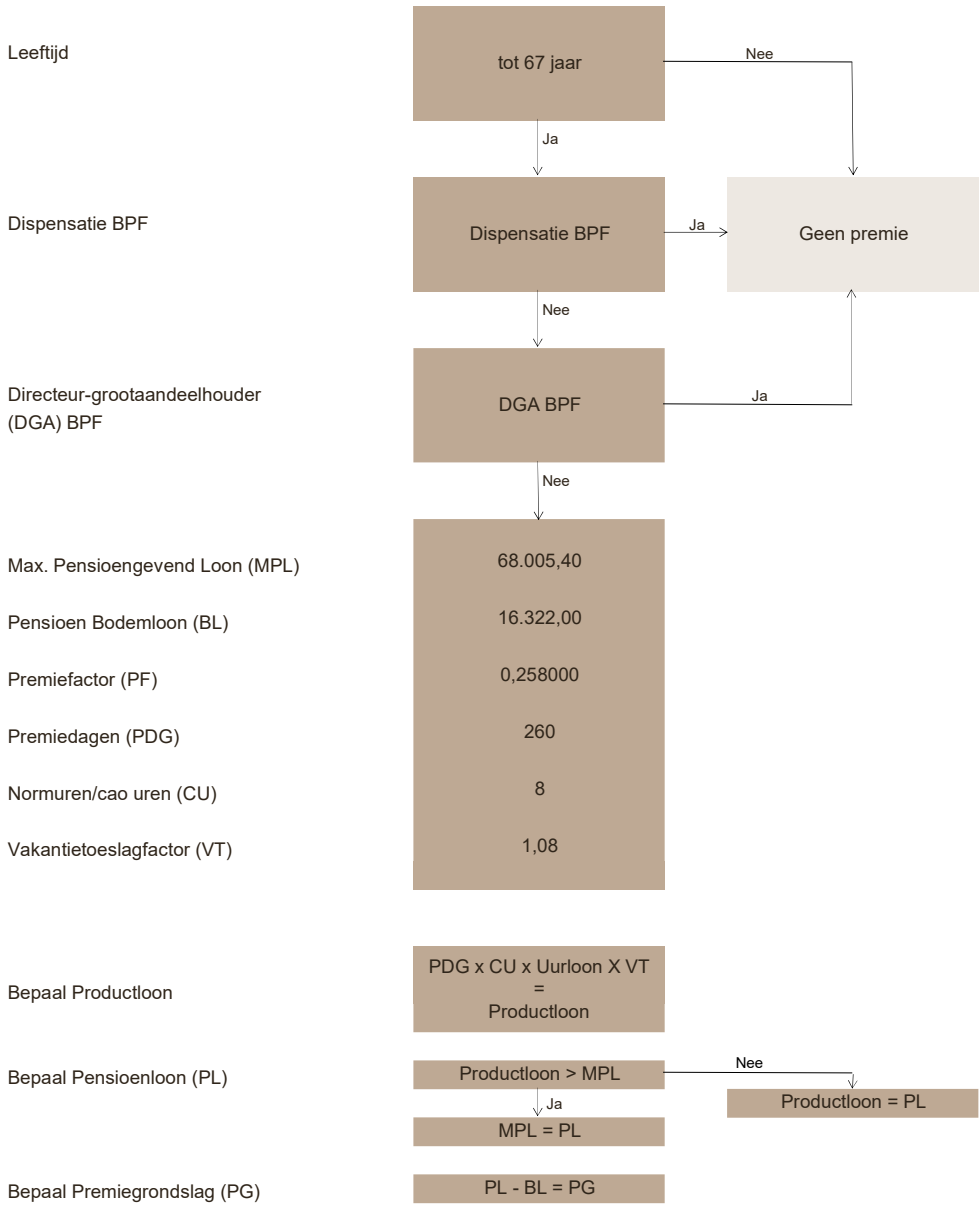 Leeftijd
tot 67 jaar
Nee
Ja
Dispensatie BPF
Dispensatie BPF
Ja
Geen premie
Nee
Directeur-grootaandeelhouder
(DGA) BPF
DGA BPF
Ja
Nee
Max. Pensioengevend Loon (MPL)
68.005,40
Pensioen Bodemloon (BL)
16.322,00
Premiefactor (PF)
0,258000
Premiedagen (PDG)
260
Normuren/cao uren (CU)
8
Vakantietoeslagfactor (VT)
1,08
Bepaal Productloon
PDG x CU x Uurloon X VT
=
Productloon
Bepaal Pensioenloon (PL)
Productloon > MPL
Nee
Productloon = PL
Ja
MPL = PL
Bepaal Premiegrondslag (PG)
PL - BL = PG